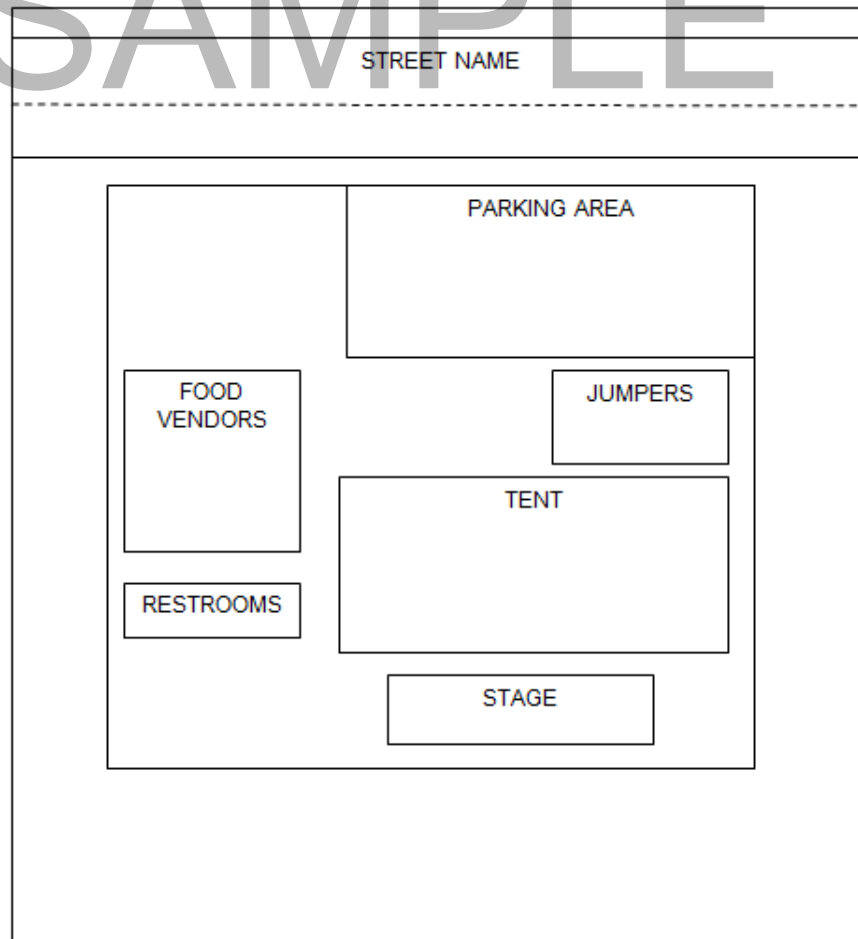 SAMPLE
STREET NAME
PARKING AREA
FOOD
VENDORS
JUMPERS
TENT
RESTROOMS
STAGE